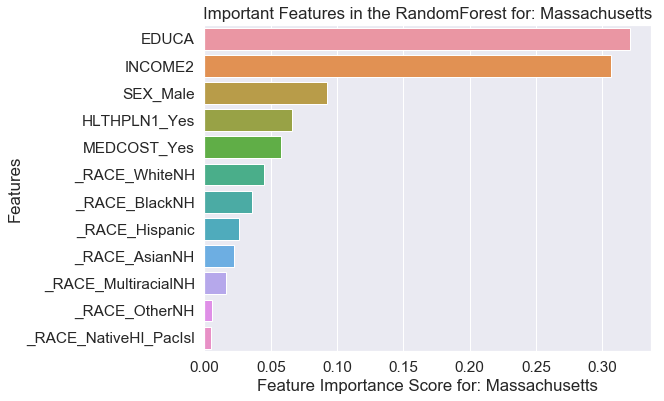 Important Features in the RandomForest for: Massachusetts
EDUCA
INCOME2
SEX_Male
HLTHPLN1_Yes
MEDCOST_Yes
_RACE_WhiteNH
_RACE_BlackNH
_RACE_Hispanic
_RACE_AsianNH
_RACE_MultiracialNH
_RACE_OtherNH
_RACE_NativeHI_PacIsl
Features
0.00 0.05 0.10 0.15 0.20 0.25 0.30
Feature Importance Score for: Massachusetts